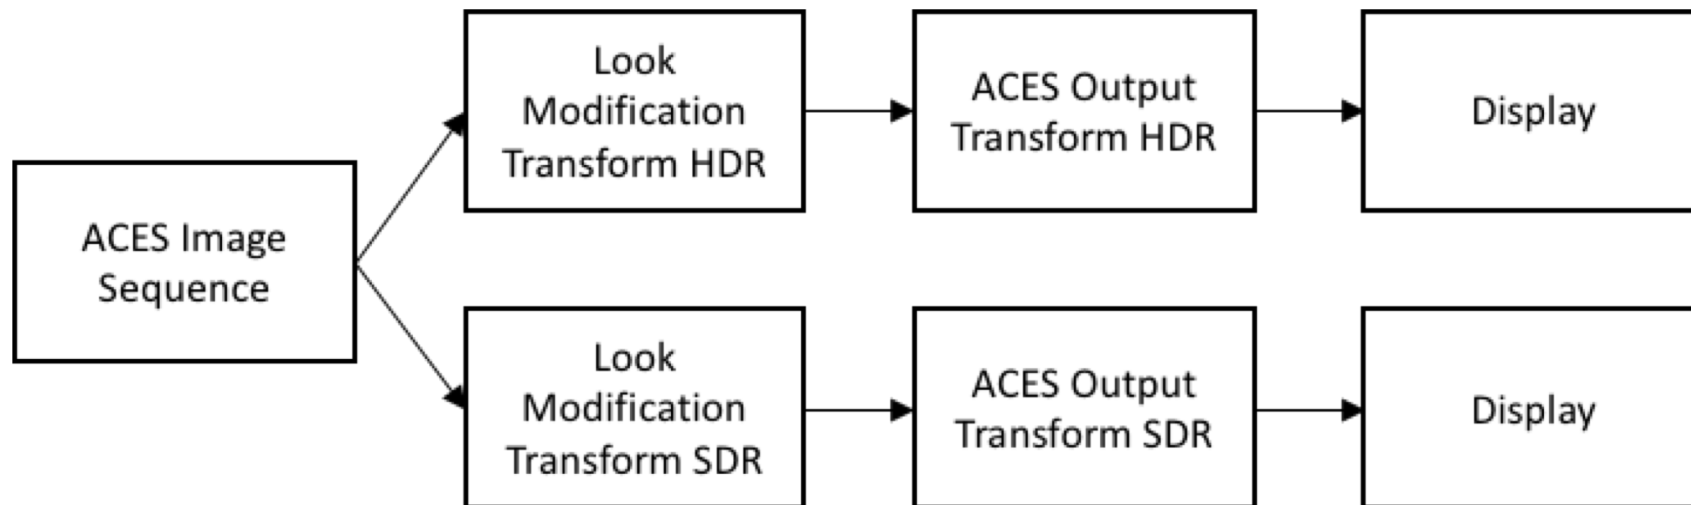 Look
Modification
Transform HDR
ACES Output
Transform HDR
Display
ACES Image
Sequence
Look
Modification
Transform SDR
ACES Output
Transform SDR
Display